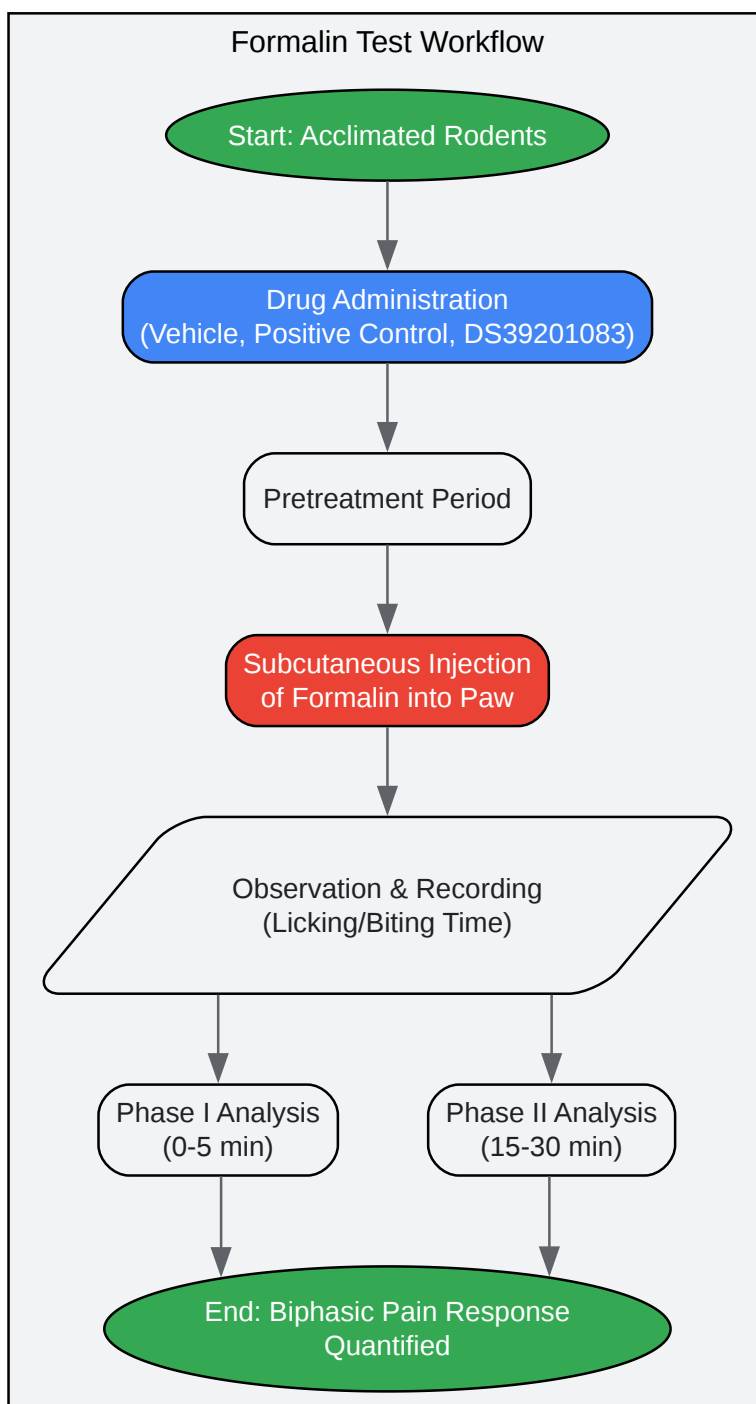 Formalin Test Workflow
Start: Acclimated Rodents
Drug Administration
(Vehicle, Positive Control, DS39201083)
Pretreatment Period
Subcutaneous Injection
of Formalin into Paw
Observation & Recording
(Licking/Biting Time)
Phase I Analysis
(0-5 min)
Phase II Analysis
(15-30 min)
End: Biphasic Pain Response
Quantified